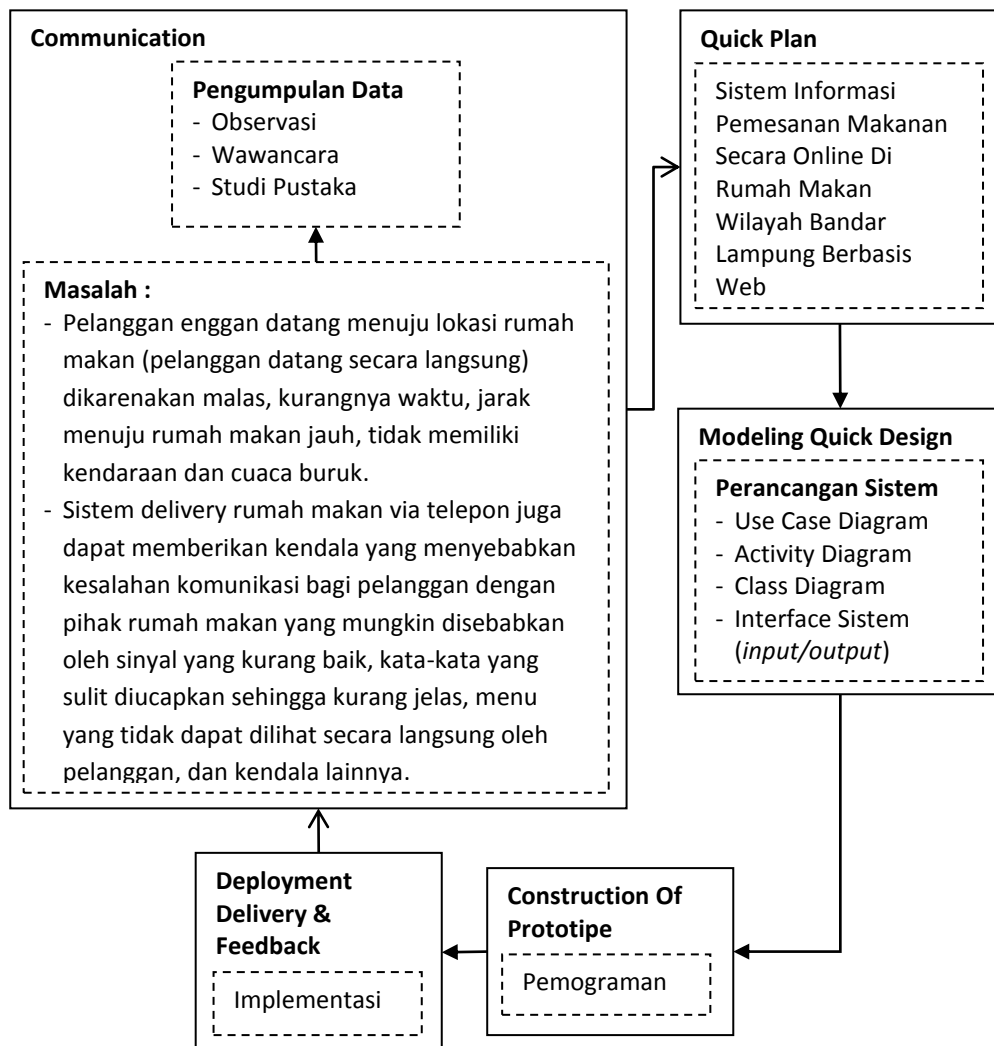 Communication
Pengumpulan Data
- Observasi
- Wawancara
- Studi Pustaka
Masalah :
- Pelanggan enggan datang menuju lokasi rumah
makan (pelanggan datang secara langsung)
dikarenakan malas, kurangnya waktu, jarak
menuju rumah makan jauh, tidak memiliki
kendaraan dan cuaca buruk.
- Sistem delivery rumah makan via telepon juga
dapat memberikan kendala yang menyebabkan
kesalahan komunikasi bagi pelanggan dengan
pihak rumah makan yang mungkin disebabkan
oleh sinyal yang kurang baik, kata-kata yang
sulit diucapkan sehingga kurang jelas, menu
yang tidak dapat dilihat secara langsung oleh
pelanggan, dan kendala lainnya.
Quick Plan
Sistem Informasi
Pemesanan Makanan
Secara Online Di
Rumah Makan
Wilayah Bandar
Lampung Berbasis
Web
Modeling Quick Design
Perancangan Sistem
- Use Case Diagram
- Activity Diagram
- Class Diagram
- Interface Sistem
(input/output)
Construction Of
Prototipe
Pemograman
Deployment
Delivery &
Feedback
Implementasi